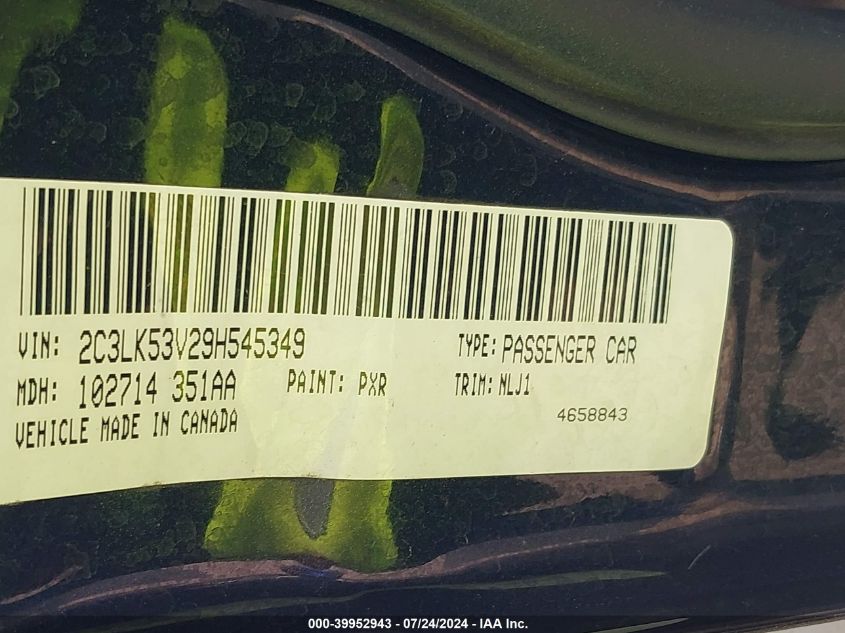 VIN: 2C3LK53V29H545349
TYPE: PASSENGER CAR
MDH: 102714 351AA
PAINT: PXR
TRIM: NLJ1
VEHICLE MADE IN CANADA
4658843
000-39952943 - 07/24/2024 - IAA Inc.